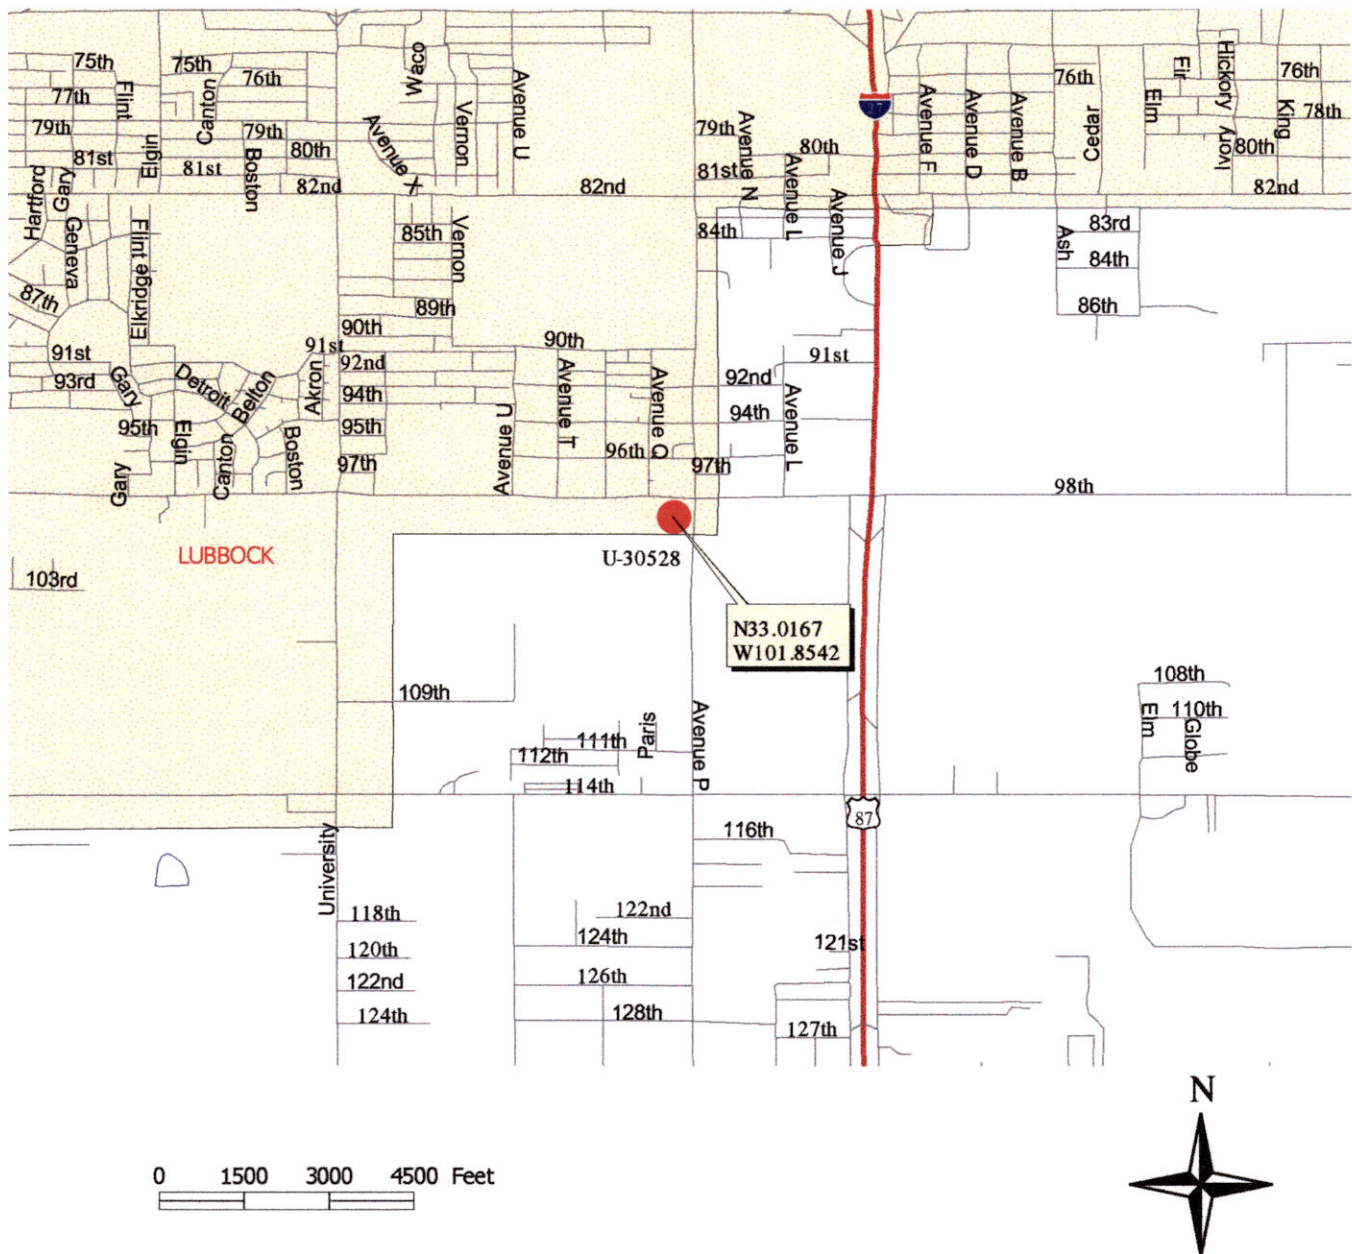 75th
75th
76th
77th
Flint
Canton
79th
79th
80th
81st
Elgin
81st
Boston
82nd
Waco
Avenue X
Vernon
Avenue U
82nd
79th
Avenue N
80th
81st
Avenue L
Avenue J
84th
Avenue F
Avenue D
Avenue B
76th
Cedar
Elm
Fir
Hickory
Ivory
King
76th
78th
80th
82nd
Hartford
Gary
Geneva
Flint
Elkridge
87th
85th
Vernon
89th
90th
91st
92nd
90th
83rd
Ash
84th
86th
91st
93rd
Gary
Detroit
Belton
Akron
94th
95th
95th
97th
Elgin
Canton
Boston
Gary
Avenue U
Avenue T
Avenue Q
96th
92nd
91st
94th
Avenue L
97th
98th
LUBBOCK
103rd
U-30528
N33.0167
W101.8542
109th
111th
112th
Paris
Avenue P
114th
108th
110th
Elm
Globe
87
116th
University
118th
120th
122nd
124th
122nd
124th
126th
128th
121st
127th
N
0 1500 3000 4500 Feet